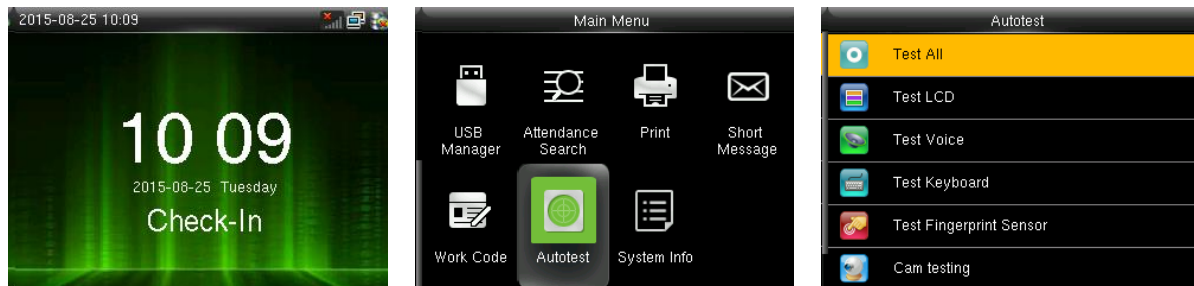 2015-08-25 10:09
10 09
2015-08-25 Tuesday
Check-In
Main Menu
USB Manager
Attendance Search
Print
Short Message
Work Code
Autotest
System Info
Autotest
Test All
Test LCD
Test Voice
Test Keyboard
Test Fingerprint Sensor
Cam testing